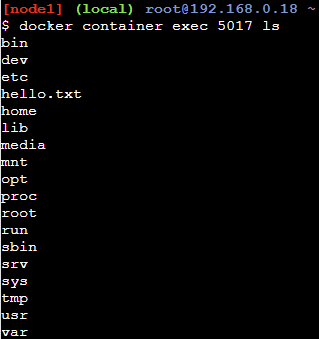 [node1] (local) root@192.168.0.18 ~
$ docker container exec 5017 ls
bin
dev
etc
hello.txt
home
lib
media
mnt
opt
proc
root
run
sbin
srv
sys
tmp
usr
var